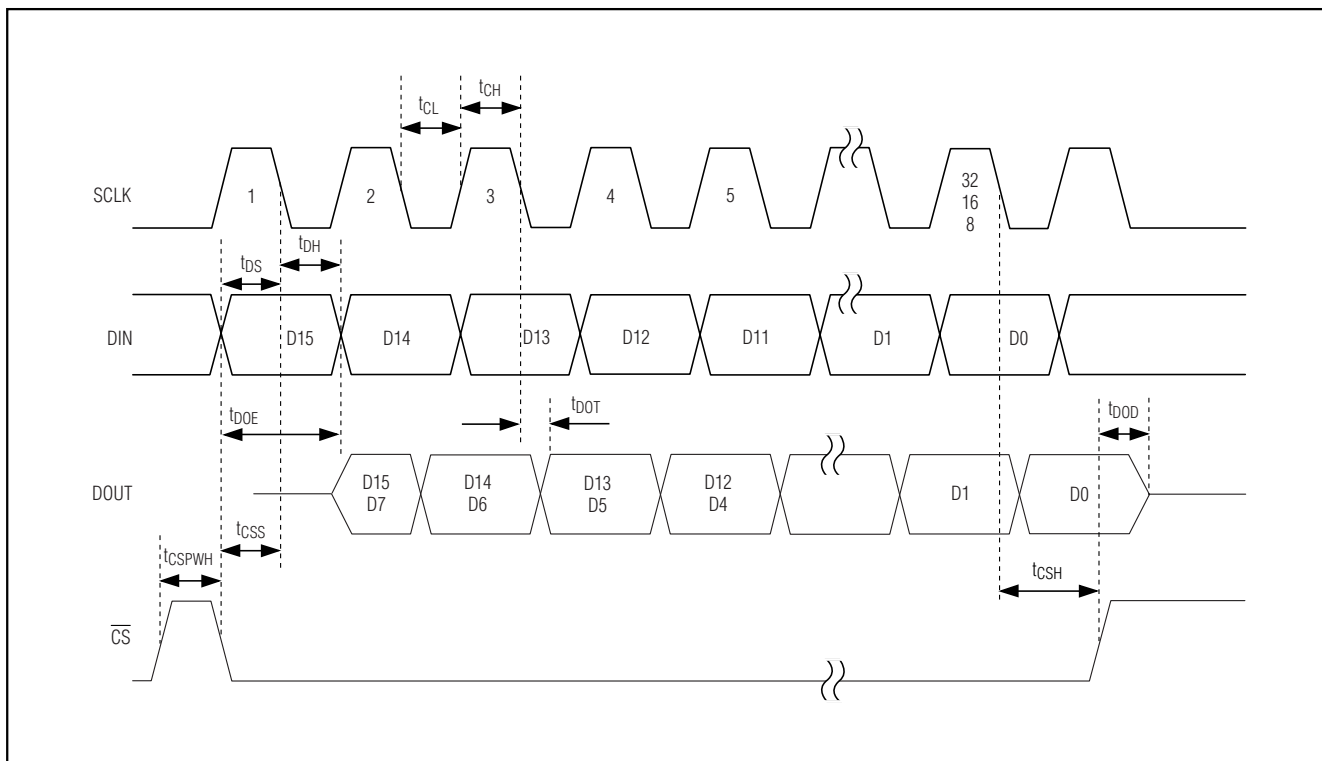 tCL
tCH
SCLK
1
2
3
4
5
32
16
8
tDS
tDH
DIN
D15
D14
D13
D12
D11
D1
D0
tDOE
tDOT
tDOD
DOUT
D15
D7
D14
D6
D13
D5
D12
D4
D1
D0
tCSPWH
tCSS
tCSH
CS